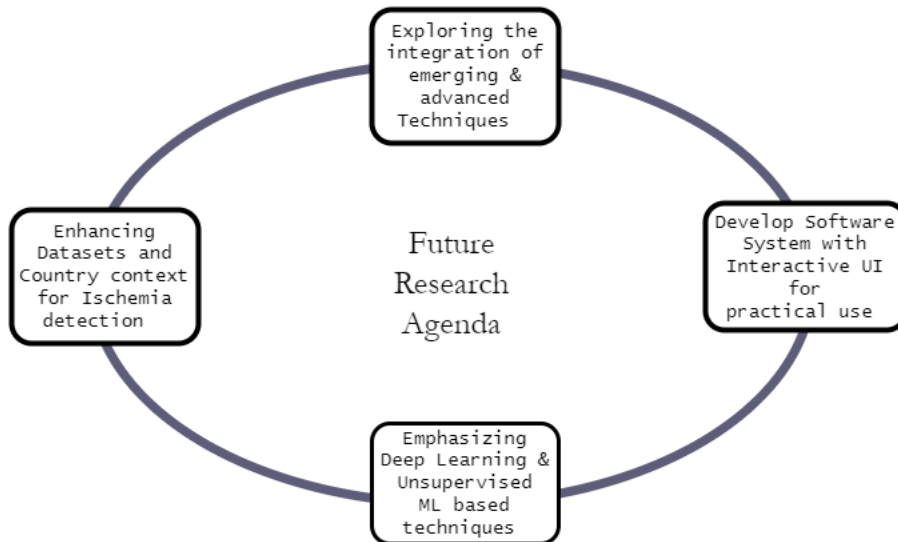 Exploring the
integration of
emerging &
advanced
Techniques
Enhancing
Datasets and
Country context
for Ischemia
detection
Future
Research
Agenda
Develop Software
System with
Interactive UI
for
practical use
Emphasizing
Deep Learning &
Unsupervised
ML based
techniques